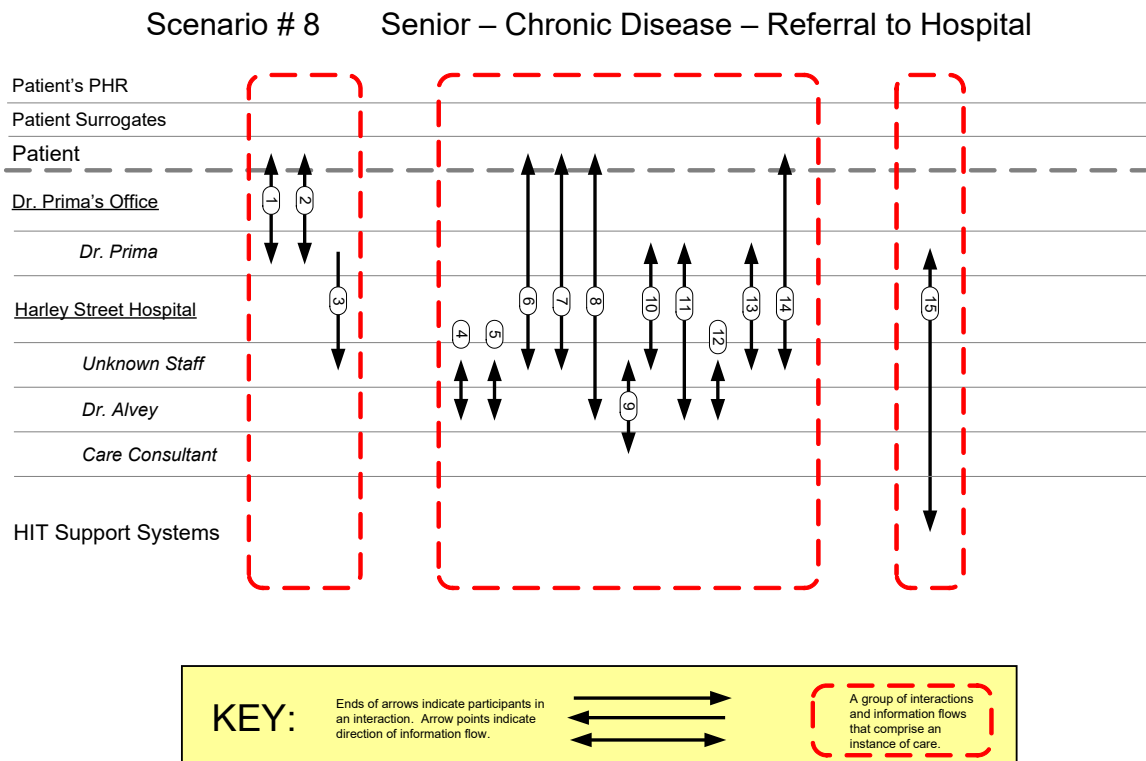 Scenario # 8 Senior – Chronic Disease – Referral to Hospital
Patient's PHR
Patient Surrogates
Patient
Dr. Prima's Office
Dr. Prima
Harley Street Hospital
Unknown Staff
Dr. Alvey
Care Consultant
HIT Support Systems
1
2
3
4
5
6
7
8
9
10
11
12
13
14
15
KEY:
Ends of arrows indicate participants in
an interaction. Arrow points indicate
direction of information flow.
A group of interactions
and information flows
that comprise an
instance of care.